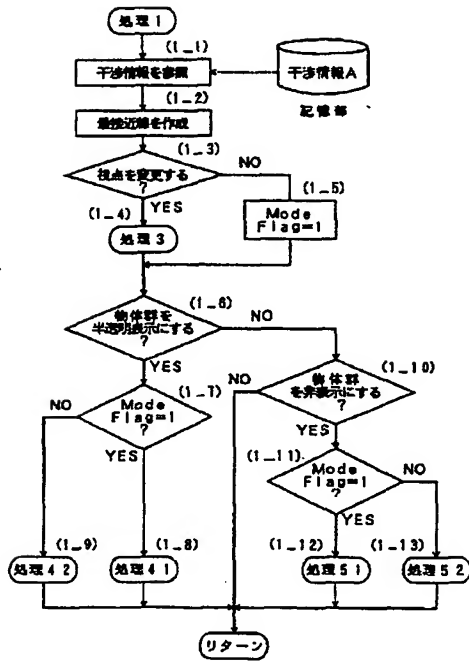 処理1
(1_1)
干渉情報を参照
干渉情報A
記憶部
(1_2)
最接近線を作成
(1_3)
視点を変更する
?
NO
(1_4)
YES
(1_5)
Mode
Flag=1
処理3
(1_6)
物体群を
半透明表示にする
?
NO
YES
(1_7)
Mode
Flag=1
?
NO
YES
(1_10)
物体群
を非表示にする
?
NO
YES
(1_11)
Mode
Flag=1
?
NO
YES
(1_9)
処理42
(1_8)
処理41
(1_12)
処理51
(1_13)
処理52
リターン